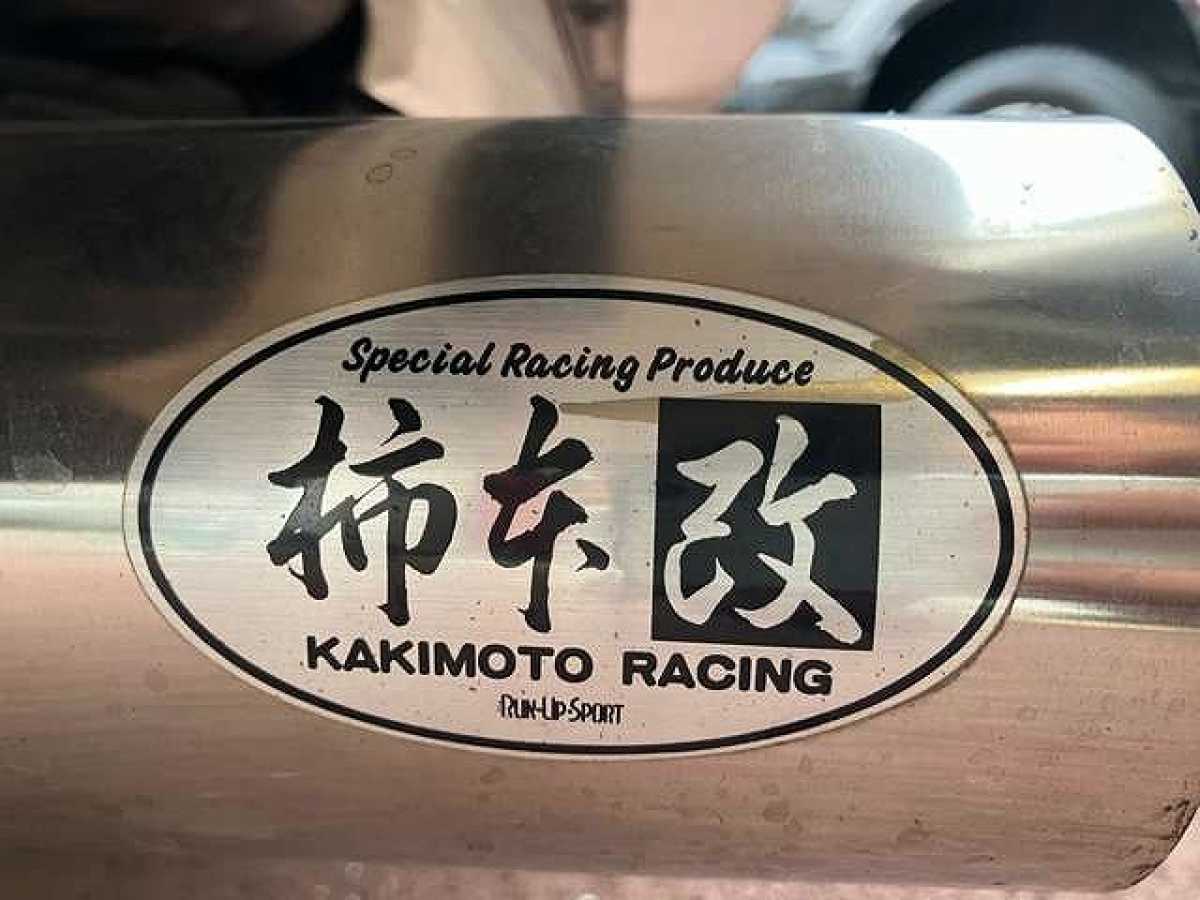 Special Racing Produce
柿本改
KAKIMOTO RACING
RUN-UP-SPORT